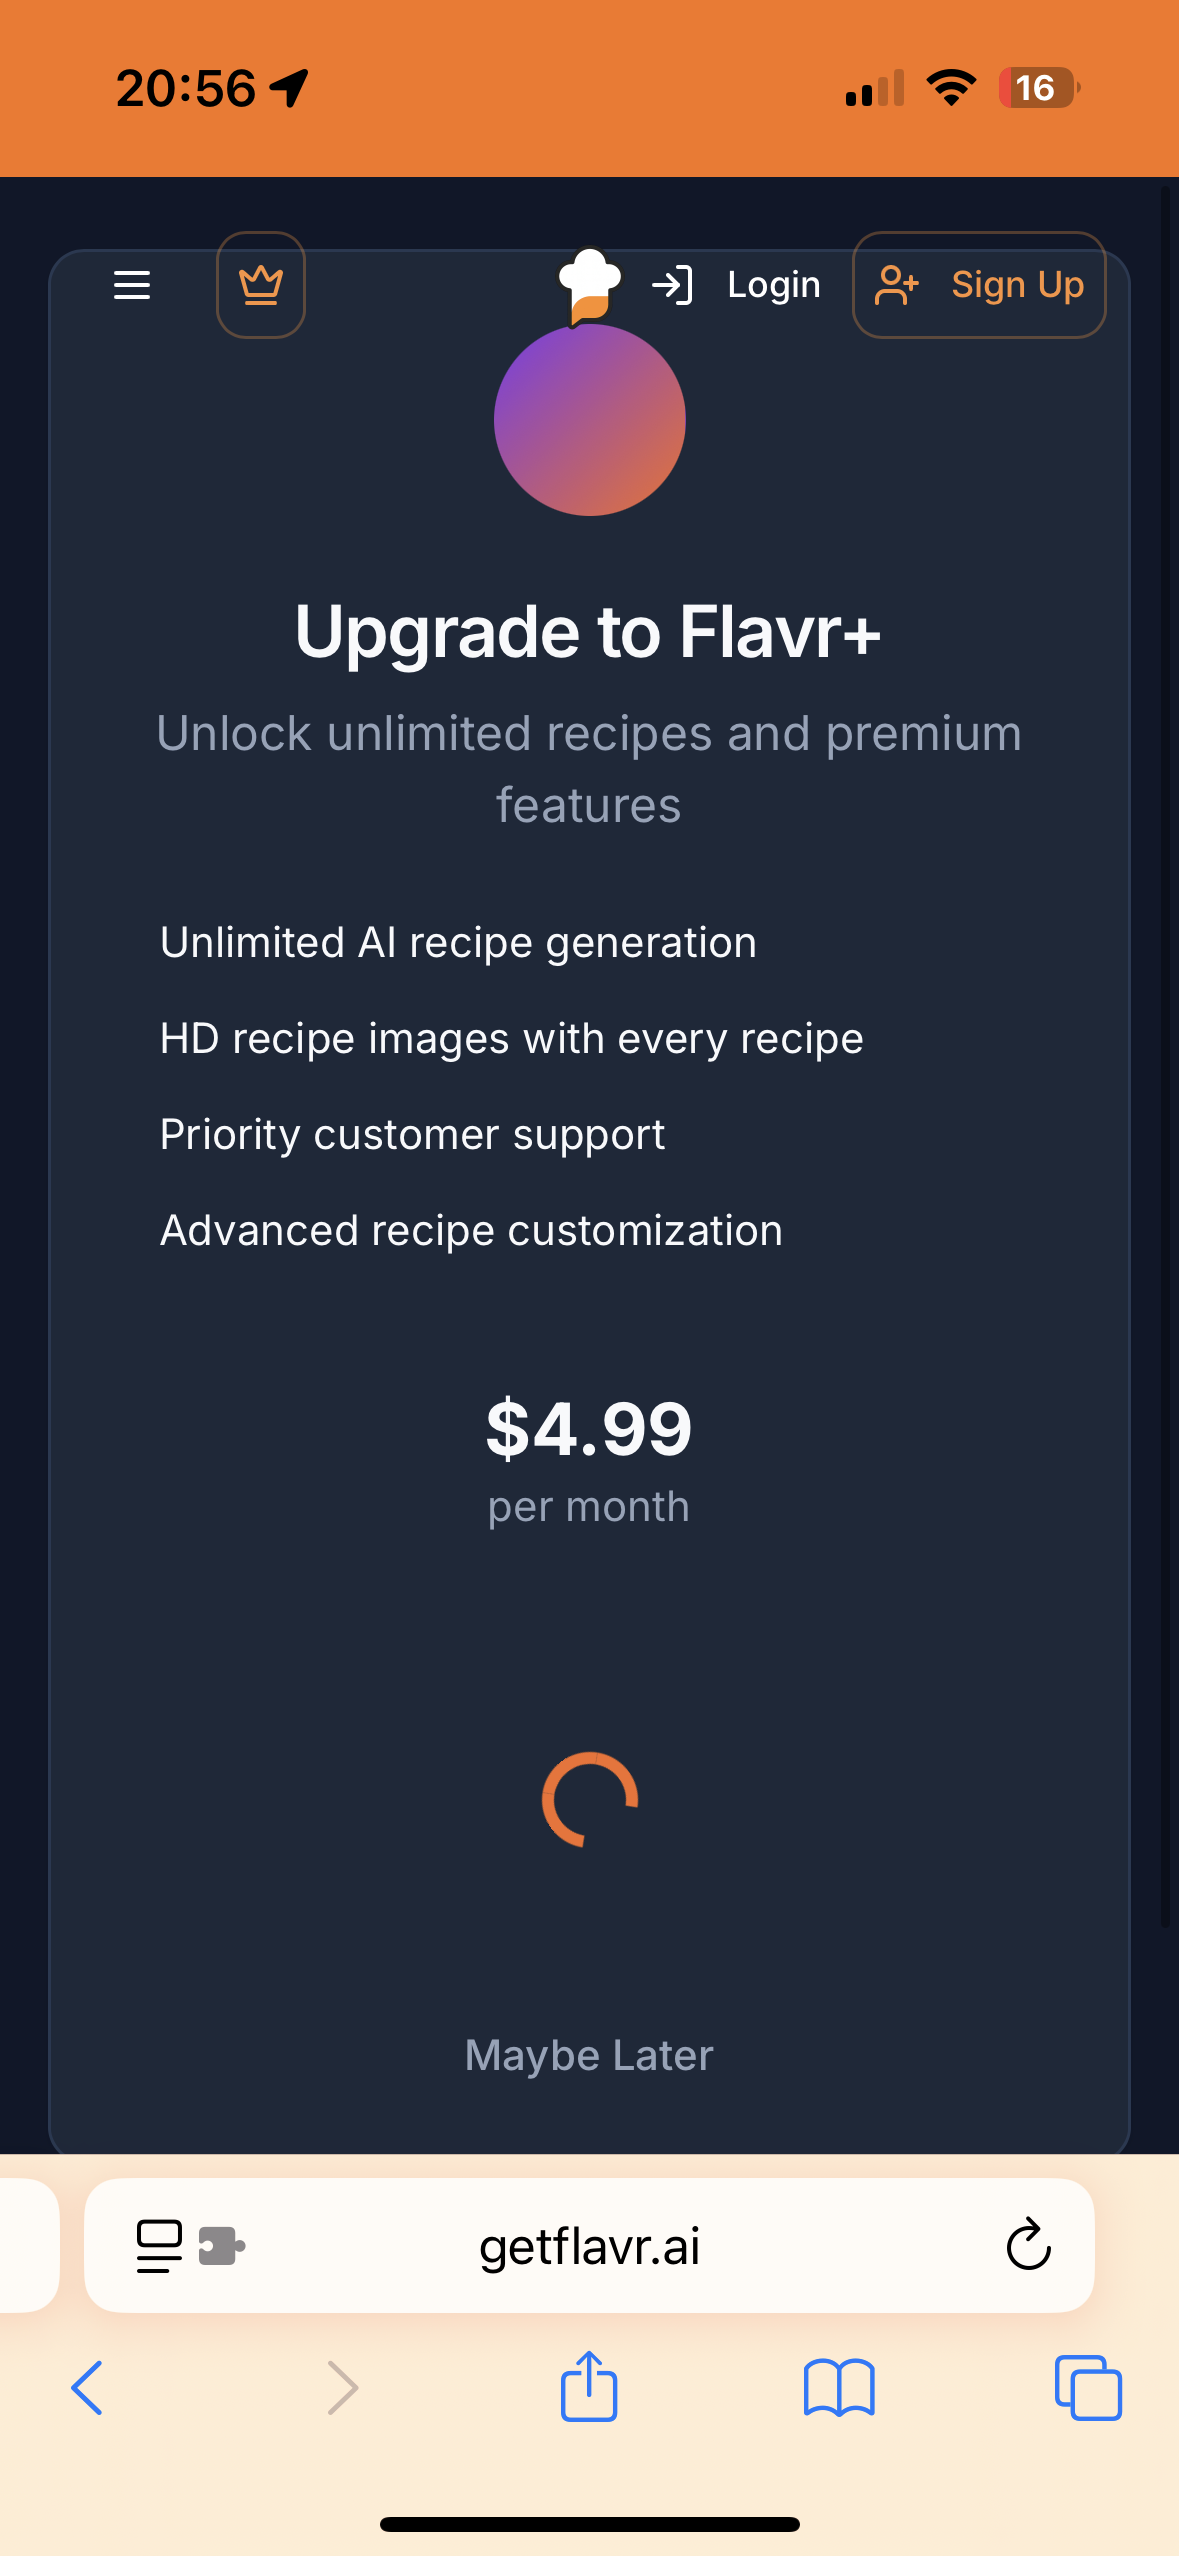 20:56
16
Login
Sign Up
Upgrade to Flavr+
Unlock unlimited recipes and premium
features
Unlimited AI recipe generation
HD recipe images with every recipe
Priority customer support
Advanced recipe customization
$4.99
per month
Maybe Later
getflavr.ai